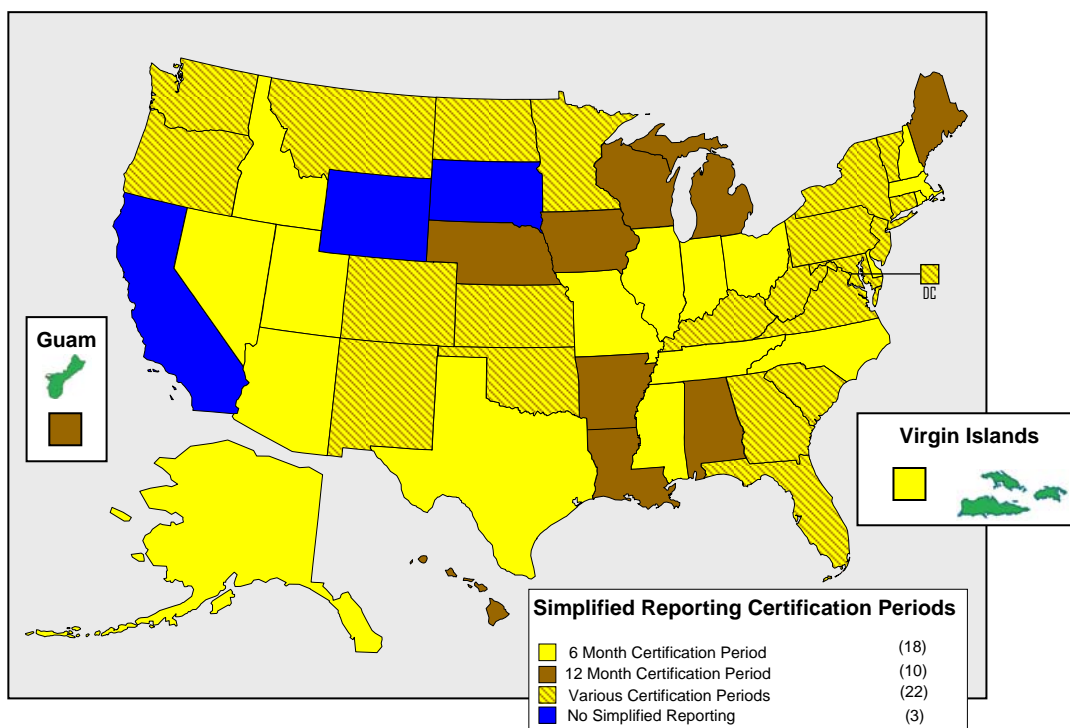 DC
Guam
Virgin Islands
Simplified Reporting Certification Periods
6 Month Certification Period (18)
12 Month Certification Period (10)
Various Certification Periods (22)
No Simplified Reporting (3)